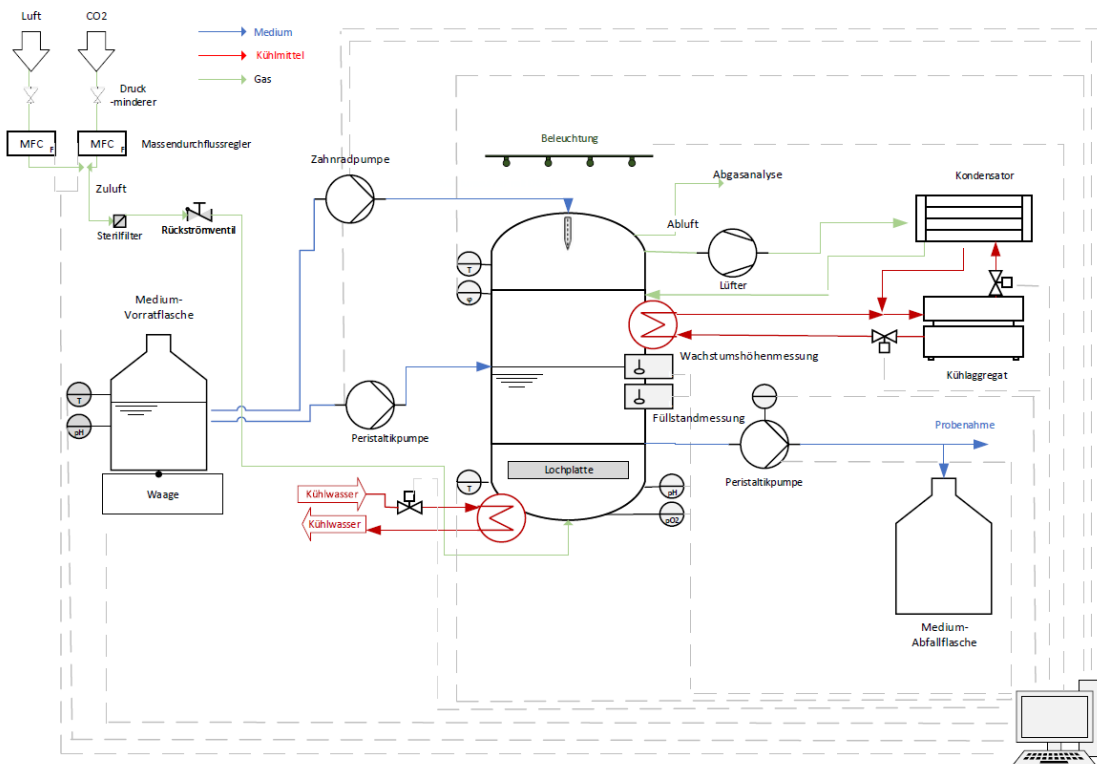 Luft
CO2
Medium
Kühlmittel
Gas
Druck
-minderer
MFC
F
MFC
F
Massendurchflussregler
Zuluft
Sterilfilter
Rückströmventil
Zahnradpumpe
Beleuchtung
Abgasanalyse
Abluft
Lüfter
Kondensator
T
φ
Medium-
Vorratflasche
T
pH
Waage
Peristaltikpumpe
Wachstumshöhenmessung
Füllstandmessung
Kühlaggregat
Peristaltikpumpe
Probenahme
Lochplatte
T
pH
pO2
Kühlwasser
Kühlwasser
Medium-
Abfallflasche